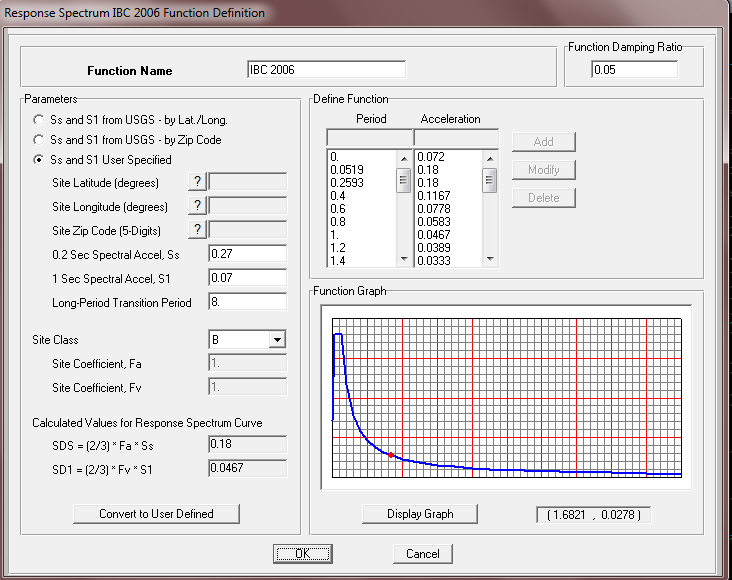 Response Spectrum IBC 2006 Function Definition
Function Name IBC 2006
Function Damping Ratio
0.05
Parameters
Ss and S1 from USGS - by Lat./Long.
Ss and S1 from USGS - by Zip Code
Ss and S1 User Specified
Site Latitude (degrees) ?
Site Longitude (degrees) ?
Site Zip Code (5-Digits) ?
0.2 Sec Spectral Accel, Ss 0.27
1 Sec Spectral Accel, S1 0.07
Long-Period Transition Period 8.
Site Class B
Site Coefficient, Fa 1.
Site Coefficient, Fv 1.
Calculated Values for Response Spectrum Curve
SDS = (2/3) * Fa * Ss 0.18
SD1 = (2/3) * Fv * S1 0.0467
Convert to User Defined
Define Function
Period Acceleration
0. 0.072
0.0519 0.18
0.2593 0.18
0.4 0.1167
0.6 0.0778
0.8 0.0583
1. 0.0467
1.2 0.0389
1.4 0.0333
Add
Modify
Delete
Function Graph
Display Graph
( 1.6821 , 0.0278 )
OK
Cancel